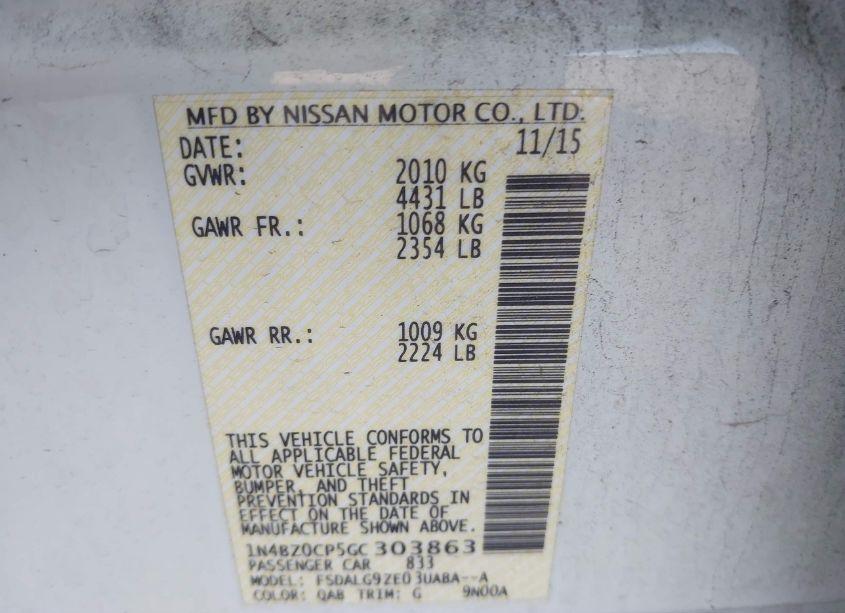 MFD BY NISSAN MOTOR CO., LTD.
DATE: 11/15
GVWR: 2010 KG
4431 LB
GAWR FR.: 1068 KG
2354 LB
GAWR RR.: 1009 KG
2224 LB
THIS VEHICLE CONFORMS TO
ALL APPLICABLE FEDERAL
MOTOR VEHICLE SAFETY,
BUMPER, AND THEFT
PREVENTION STANDARDS IN
EFFECT ON THE DATE OF
MANUFACTURE SHOWN ABOVE.
1N4BZ0CP5GC303863
PASSENGER CAR 833
MODEL: FSDALG9ZE03UABA--A
COLOR: QAB TRIM: G 9N00A